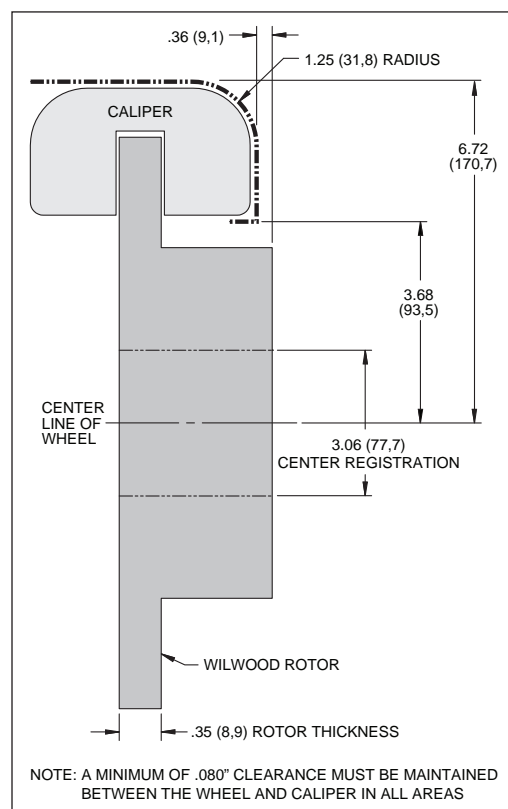 .36 (9,1)
1.25 (31,8) RADIUS
CALIPER
6.72
(170,7)
3.68
(93,5)
CENTER
LINE OF
WHEEL
3.06 (77,7)
CENTER REGISTRATION
WILWOOD ROTOR
.35 (8,9) ROTOR THICKNESS
NOTE: A MINIMUM OF .080" CLEARANCE MUST BE MAINTAINED
BETWEEN THE WHEEL AND CALIPER IN ALL AREAS